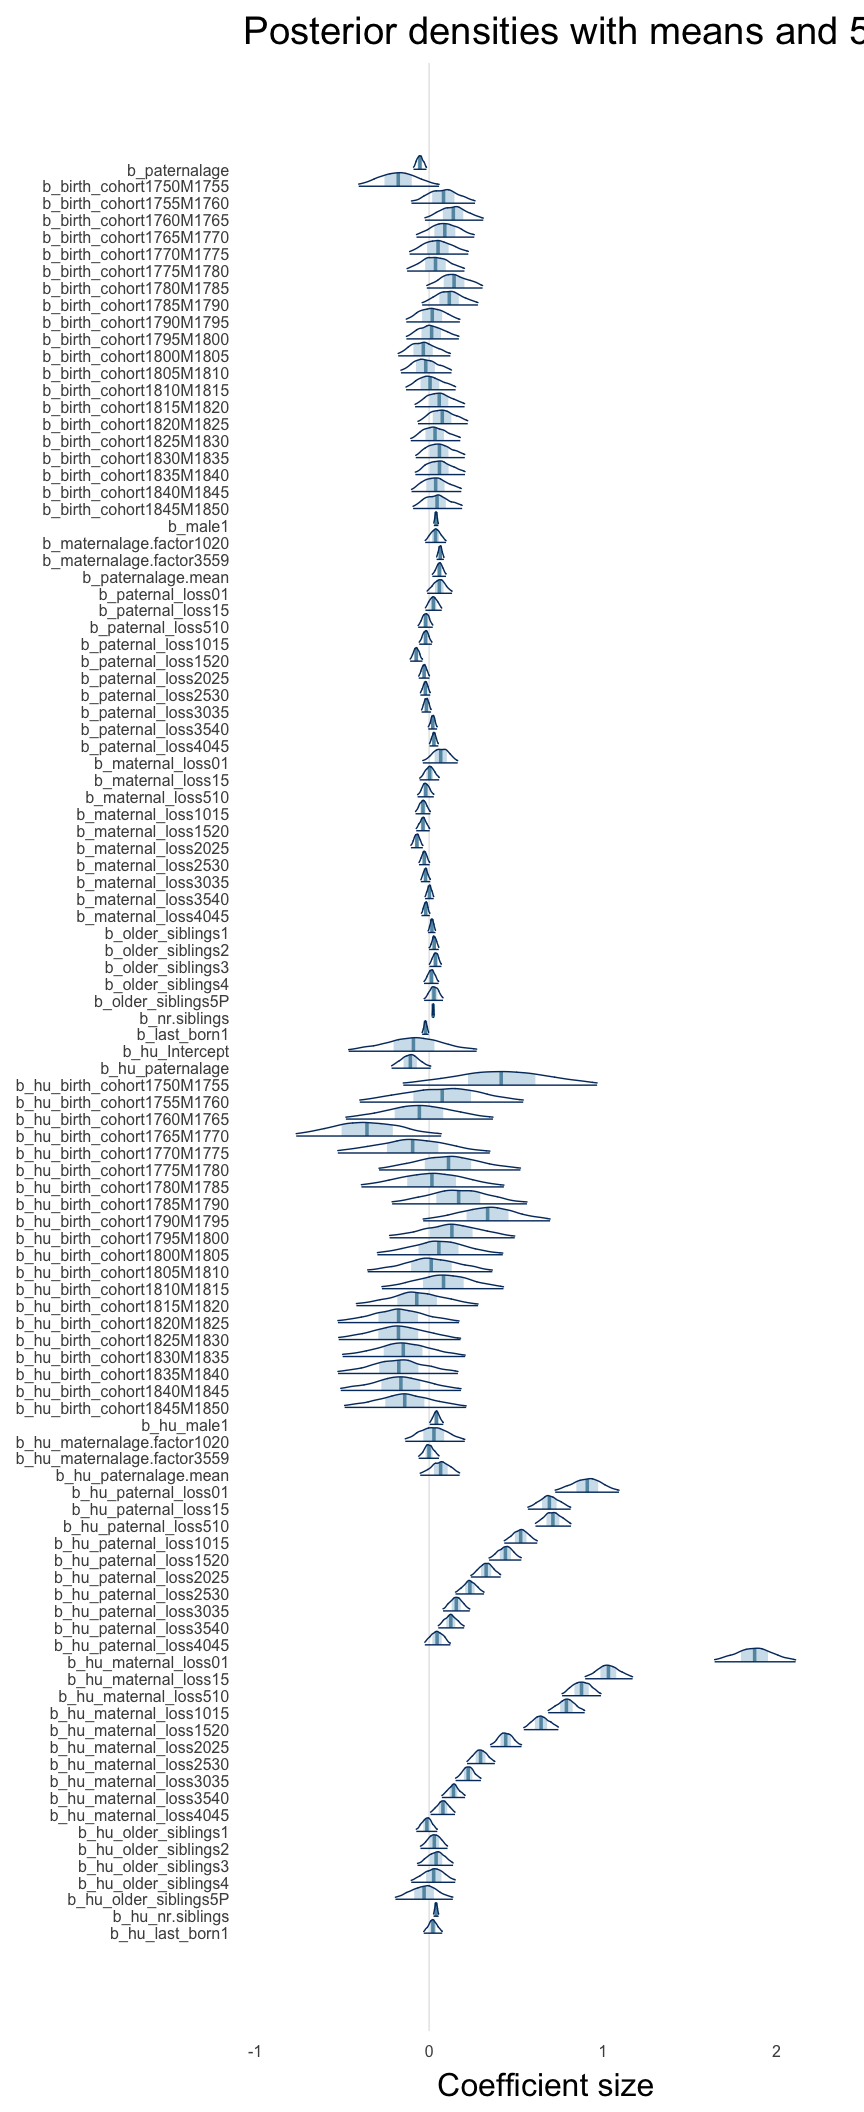 Posterior densities with means and 5
b_paternalage
b_birth_cohort1750M1755
b_birth_cohort1755M1760
b_birth_cohort1760M1765
b_birth_cohort1765M1770
b_birth_cohort1770M1775
b_birth_cohort1775M1780
b_birth_cohort1780M1785
b_birth_cohort1785M1790
b_birth_cohort1790M1795
b_birth_cohort1795M1800
b_birth_cohort1800M1805
b_birth_cohort1805M1810
b_birth_cohort1810M1815
b_birth_cohort1815M1820
b_birth_cohort1820M1825
b_birth_cohort1825M1830
b_birth_cohort1830M1835
b_birth_cohort1835M1840
b_birth_cohort1840M1845
b_birth_cohort1845M1850
b_male1
b_maternalage.factor1020
b_maternalage.factor3559
b_paternalage.mean
b_paternal_loss01
b_paternal_loss15
b_paternal_loss510
b_paternal_loss1015
b_paternal_loss1520
b_paternal_loss2025
b_paternal_loss2530
b_paternal_loss3035
b_paternal_loss3540
b_paternal_loss4045
b_maternal_loss01
b_maternal_loss15
b_maternal_loss510
b_maternal_loss1015
b_maternal_loss1520
b_maternal_loss2025
b_maternal_loss2530
b_maternal_loss3035
b_maternal_loss3540
b_maternal_loss4045
b_older_siblings1
b_older_siblings2
b_older_siblings3
b_older_siblings4
b_older_siblings5P
b_nr.siblings
b_last_born1
b_hu_Intercept
b_hu_paternalage
b_hu_birth_cohort1750M1755
b_hu_birth_cohort1755M1760
b_hu_birth_cohort1760M1765
b_hu_birth_cohort1765M1770
b_hu_birth_cohort1770M1775
b_hu_birth_cohort1775M1780
b_hu_birth_cohort1780M1785
b_hu_birth_cohort1785M1790
b_hu_birth_cohort1790M1795
b_hu_birth_cohort1795M1800
b_hu_birth_cohort1800M1805
b_hu_birth_cohort1805M1810
b_hu_birth_cohort1810M1815
b_hu_birth_cohort1815M1820
b_hu_birth_cohort1820M1825
b_hu_birth_cohort1825M1830
b_hu_birth_cohort1830M1835
b_hu_birth_cohort1835M1840
b_hu_birth_cohort1840M1845
b_hu_birth_cohort1845M1850
b_hu_male1
b_hu_maternalage.factor1020
b_hu_maternalage.factor3559
b_hu_paternalage.mean
b_hu_paternal_loss01
b_hu_paternal_loss15
b_hu_paternal_loss510
b_hu_paternal_loss1015
b_hu_paternal_loss1520
b_hu_paternal_loss2025
b_hu_paternal_loss2530
b_hu_paternal_loss3035
b_hu_paternal_loss3540
b_hu_paternal_loss4045
b_hu_maternal_loss01
b_hu_maternal_loss15
b_hu_maternal_loss510
b_hu_maternal_loss1015
b_hu_maternal_loss1520
b_hu_maternal_loss2025
b_hu_maternal_loss2530
b_hu_maternal_loss3035
b_hu_maternal_loss3540
b_hu_maternal_loss4045
b_hu_older_siblings1
b_hu_older_siblings2
b_hu_older_siblings3
b_hu_older_siblings4
b_hu_older_siblings5P
b_hu_nr.siblings
b_hu_last_born1
-1 0 1 2
Coefficient size